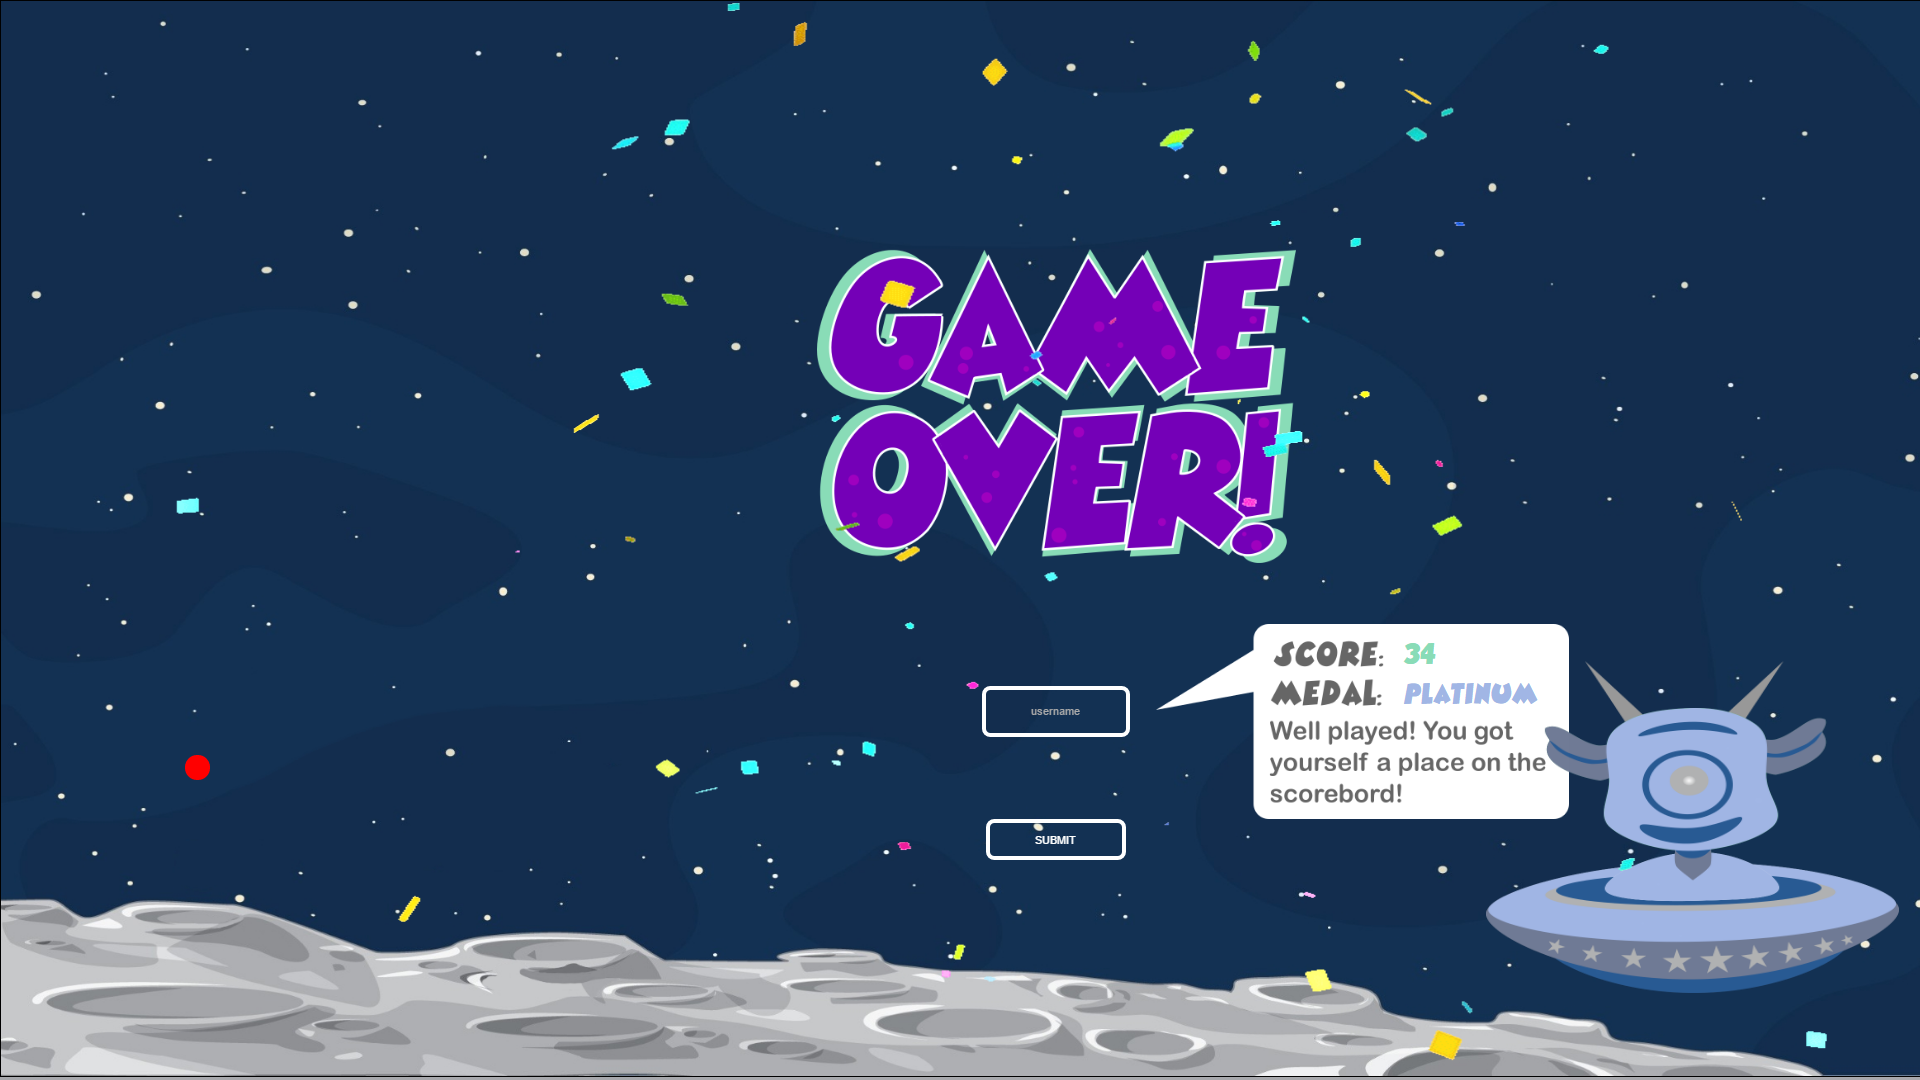 GAME
OVER!
SCORE: 34
MEDAL: PLATINUM
Well played! You got
yourself a place on the
scorebord!
username
SUBMIT